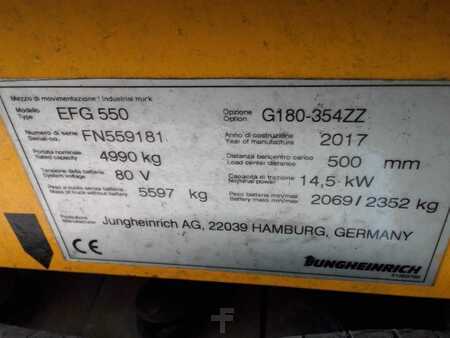 Mezzo di movimentazione / Industrial truck
Modello
Type
EFG 550
Opzione
Option
G180-354ZZ
Numero di serie
Serial-no.
FN559181
Anno di costruzione
Year of manufacture
2017
Portata nominale
Rated capacity
4990 kg
Distanza baricentro carico
Load center distance
500 mm
Tensione della batteria
System voltage
80 V
Capacità di trazione
Nominal power
14,5 kW
Peso a vuoto senza batteria
Mass of truck without battery
5597 kg
Peso batteria min/max
Battery mass min/max
2069 / 2352 kg
Produttore
Manufacturer
Jungheinrich AG, 22039 HAMBURG, GERMANY
CE
JUNGHEINRICH